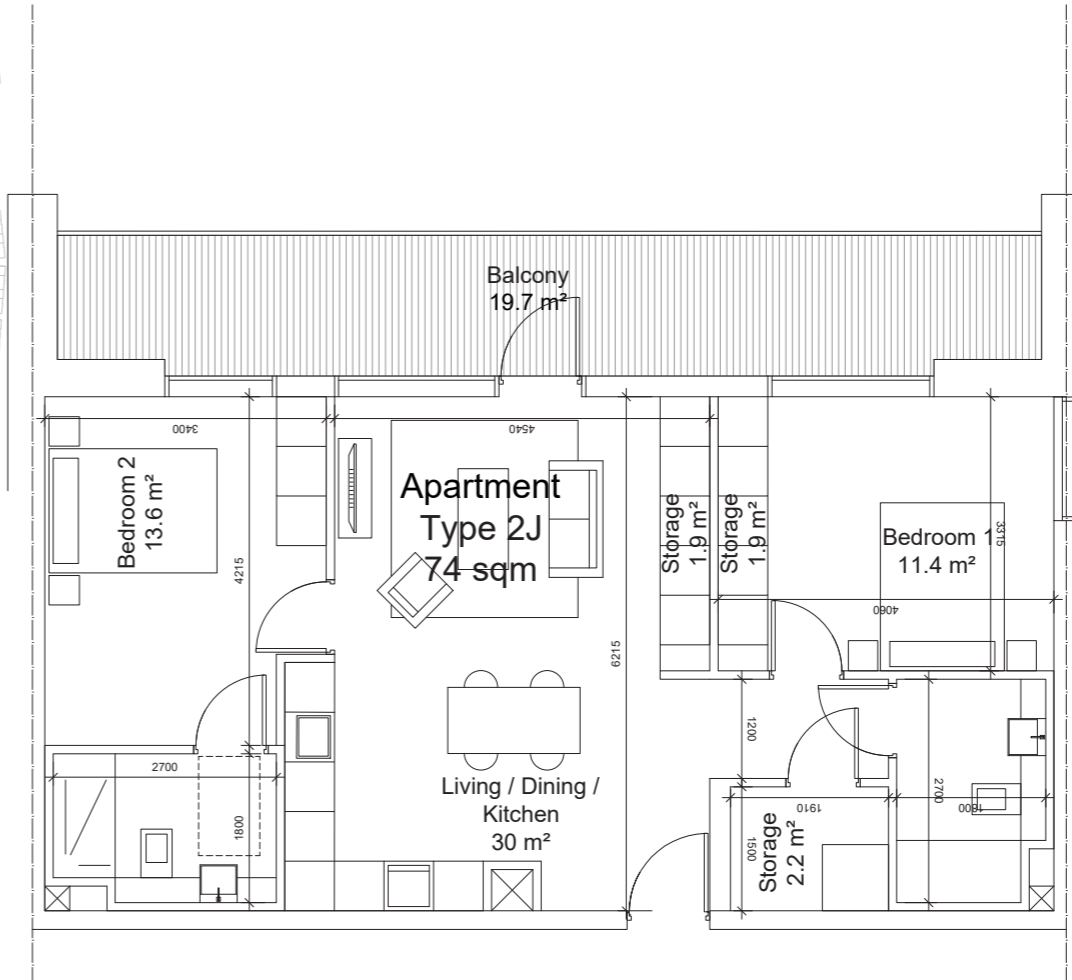 Balcony
19.7 m²
3400
4540
Apartment
Type 2J
74 sqm
Bedroom 2
13.6 m²
Storage
1.9 m²
Storage
1.9 m²
Bedroom 1
11.4 m²
3315
4215
4060
6215
1200
2700
Living / Dining /
Kitchen
30 m²
1800
2700
1800
1910
1500
Storage
2.2 m²